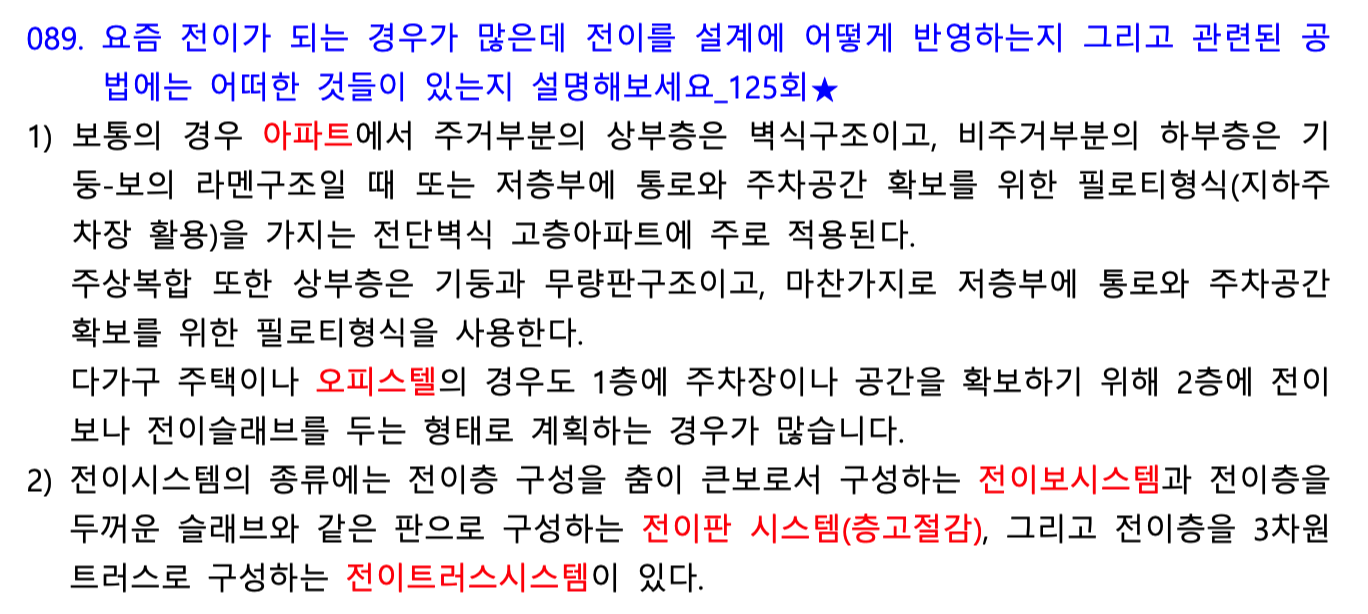 089. 요즘 전이가 되는 경우가 많은데 전이를 설계에 어떻게 반영하는지 그리고 관련된 공
법에는 어떠한 것들이 있는지 설명해보세요_125회★
1) 보통의 경우 아파트에서 주거부분의 상부층은 벽식구조이고, 비주거부분의 하부층은 기
둥-보의 라멘구조일 때 또는 저층부에 통로와 주차공간 확보를 위한 필로티형식(지하주
차장 활용)을 가지는 전단벽식 고층아파트에 주로 적용된다.
주상복합 또한 상부층은 기둥과 무량판구조이고, 마찬가지로 저층부에 통로와 주차공간
확보를 위한 필로티형식을 사용한다.
다가구 주택이나 오피스텔의 경우도 1층에 주차장이나 공간을 확보하기 위해 2층에 전이
보나 전이슬래브를 두는 형태로 계획하는 경우가 많습니다.
2) 전이시스템의 종류에는 전이층 구성을 춤이 큰보로서 구성하는 전이보시스템과 전이층을
두꺼운 슬래브와 같은 판으로 구성하는 전이판 시스템(층고절감), 그리고 전이층을 3차원
트러스로 구성하는 전이트러스시스템이 있다.